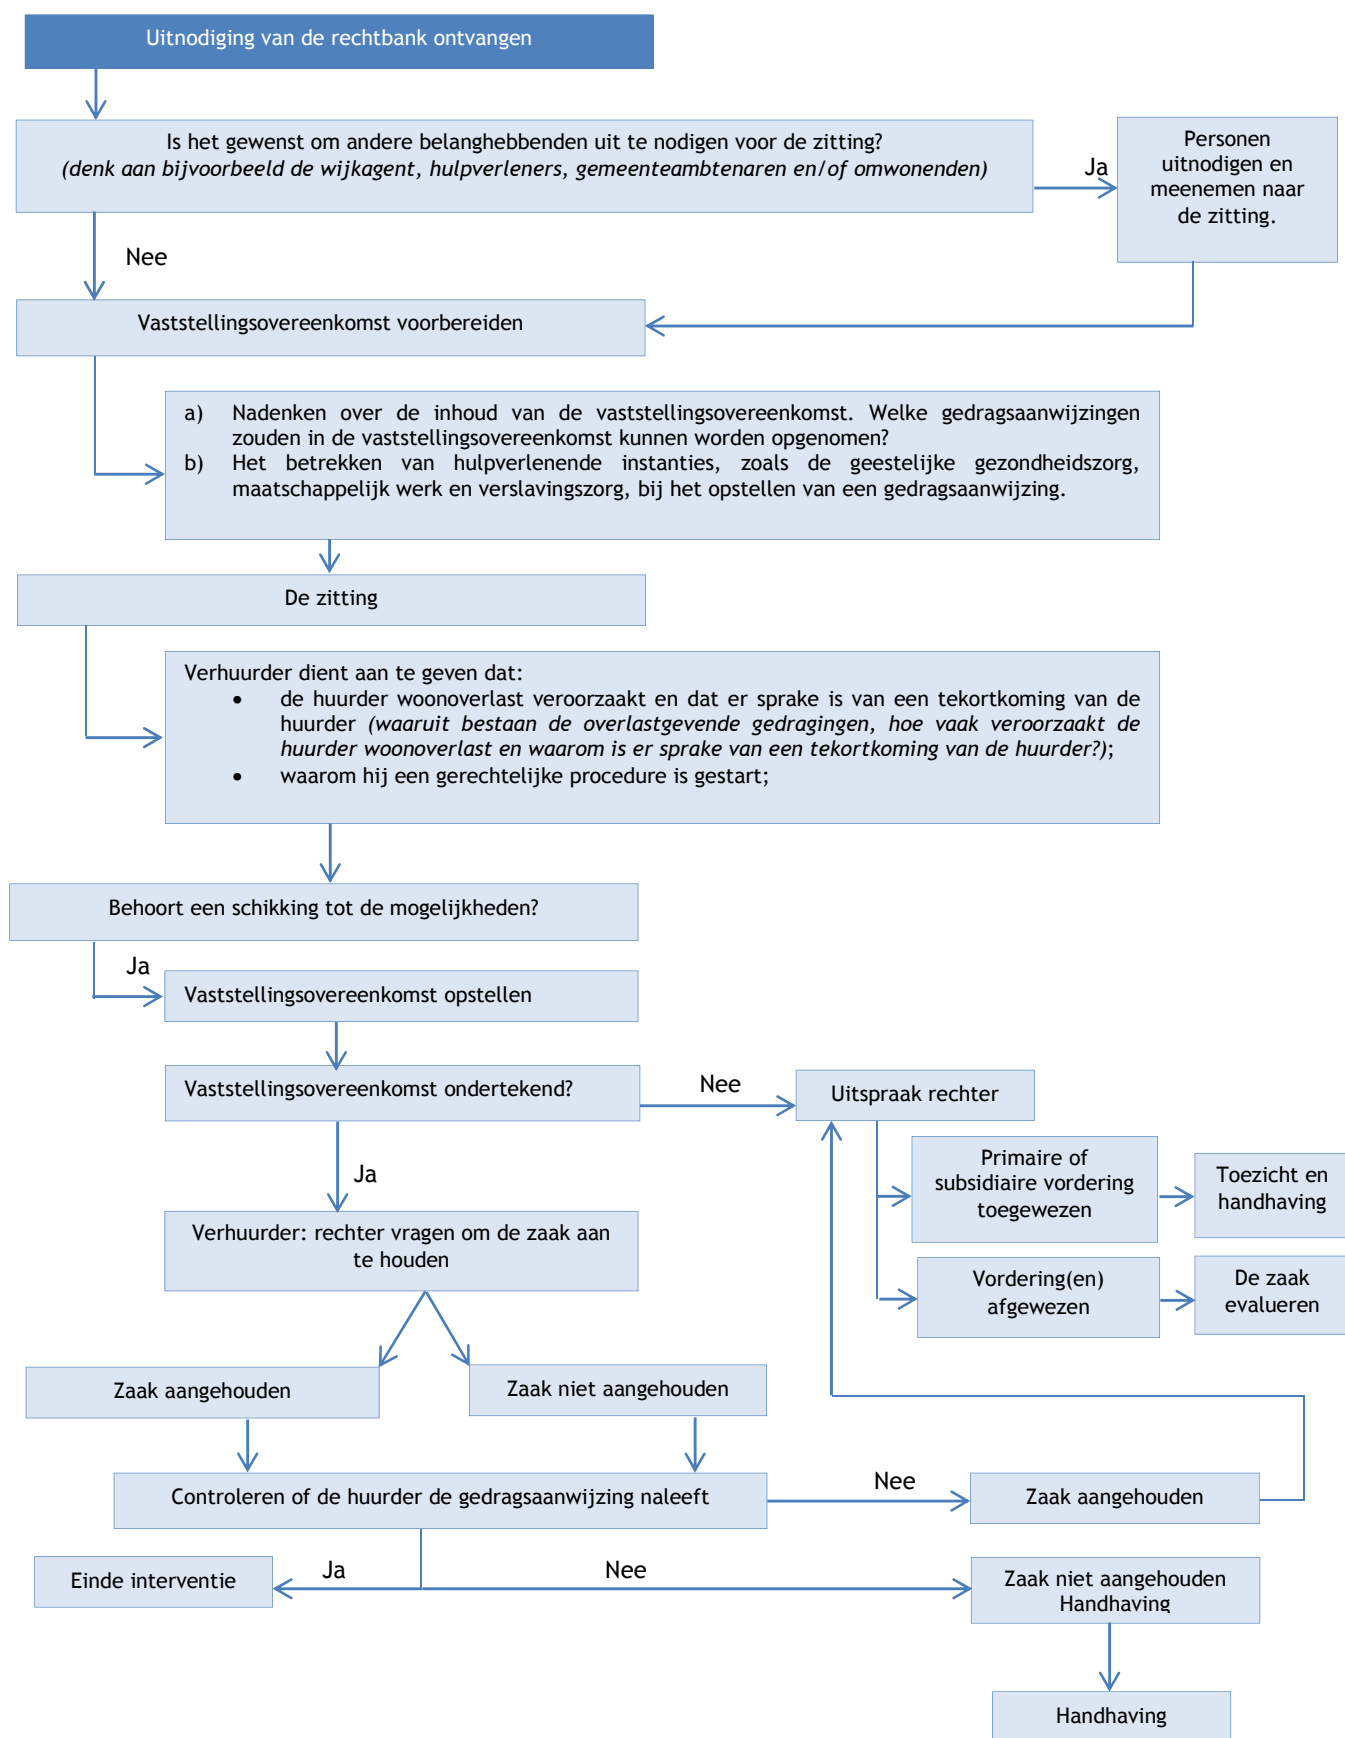 Uitnodiging van de rechtbank ontvangen
Is het gewenst om andere belanghebbenden uit te nodigen voor de zitting?
(denk aan bijvoorbeeld de wijkagent, hulpverleners, gemeenteambtenaren en/of omwonenden)
Ja
Personen
uitnodigen en
meenemen naar
de zitting.
Nee
Vaststellingsovereenkomst voorbereiden
a) Nadenken over de inhoud van de vaststellingsovereenkomst. Welke gedragsaanwijzingen
zouden in de vaststellingsovereenkomst kunnen worden opgenomen?
b) Het betrekken van hulpverlenende instanties, zoals de geestelijke gezondheidszorg,
maatschappelijk werk en verslavingszorg, bij het opstellen van een gedragsaanwijzing.
De zitting
Verhuurder dient aan te geven dat:
• de huurder woonoverlast veroorzaakt en dat er sprake is van een tekortkoming van de
huurder (waaruit bestaan de overlastgevende gedragingen, hoe vaak veroorzaakt de
huurder woonoverlast en waarom is er sprake van een tekortkoming van de huurder?);
• waarom hij een gerechtelijke procedure is gestart;
Behoort een schikking tot de mogelijkheden?
Ja
Vaststellingsovereenkomst opstellen
Vaststellingsovereenkomst ondertekend?
Nee
Uitspraak rechter
Primaire of
subsidiaire vordering
toegewezen
Toezicht en
handhaving
Ja
Verhuurder: rechter vragen om de zaak aan
te houden
Vordering(en)
afgewezen
De zaak
evalueren
Zaak aangehouden
Zaak niet aangehouden
Controleren of de huurder de gedragsaanwijzing naleeft
Nee
Zaak aangehouden
Einde interventie
Ja
Nee
Zaak niet aangehouden
Handhaving
Handhaving